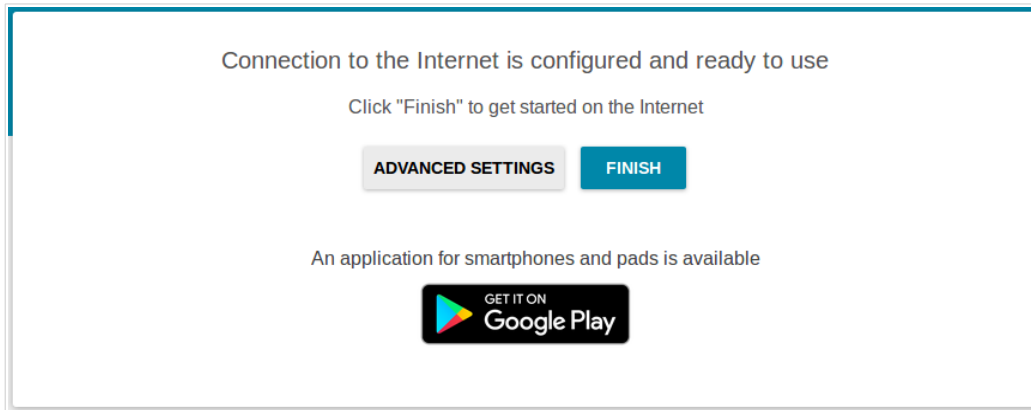 Connection to the Internet is configured and ready to use
Click "Finish" to get started on the Internet
ADVANCED SETTINGS FINISH
An application for smartphones and pads is available
GET IT ON
Google Play